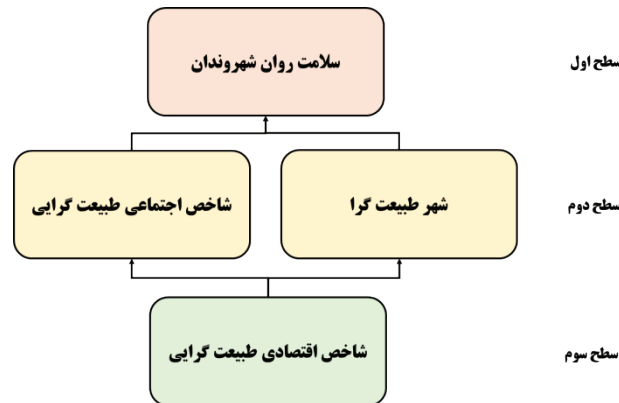 سلامت روان شهروندان
سطح اول
شهر طبیعت گرا
شاخص اجتماعی طبیعت گرایی
سطح دوم
شاخص اقتصادی طبیعت گرایی
سطح سوم